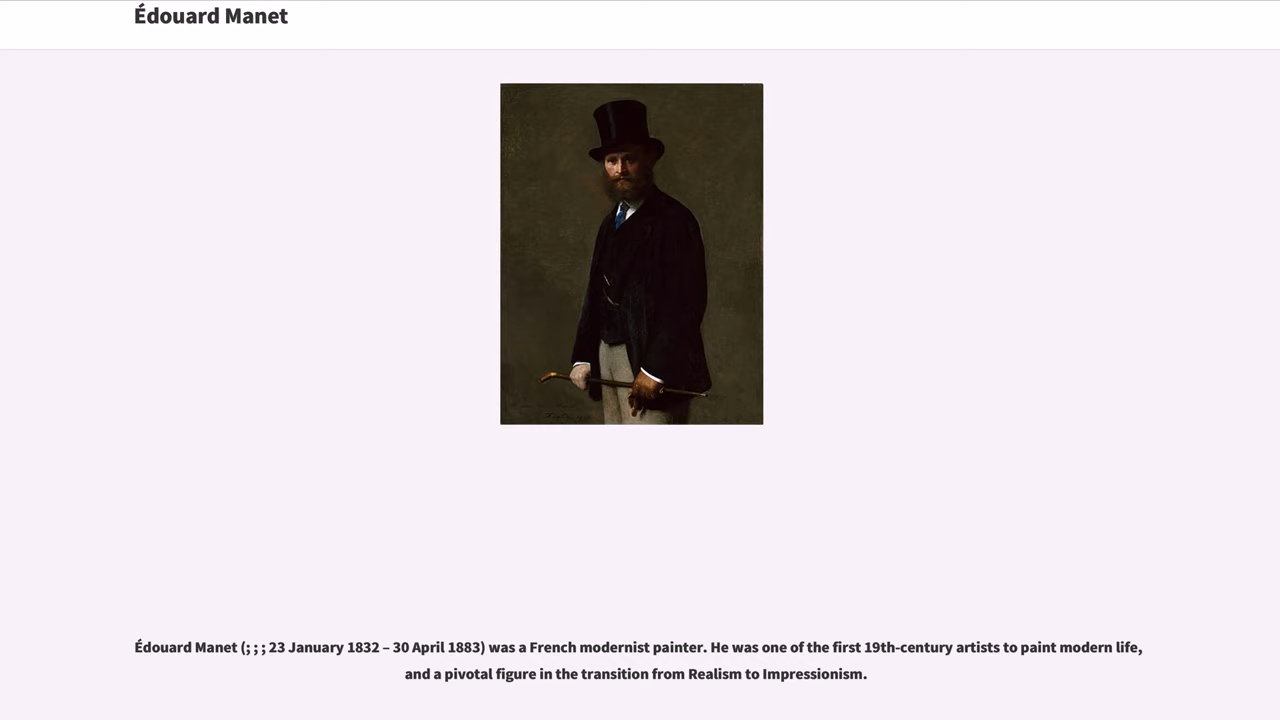 Édouard Manet
Édouard Manet (; ; ; 23 January 1832 – 30 April 1883) was a French modernist painter. He was one of the first 19th-century artists to paint modern life,
and a pivotal figure in the transition from Realism to Impressionism.